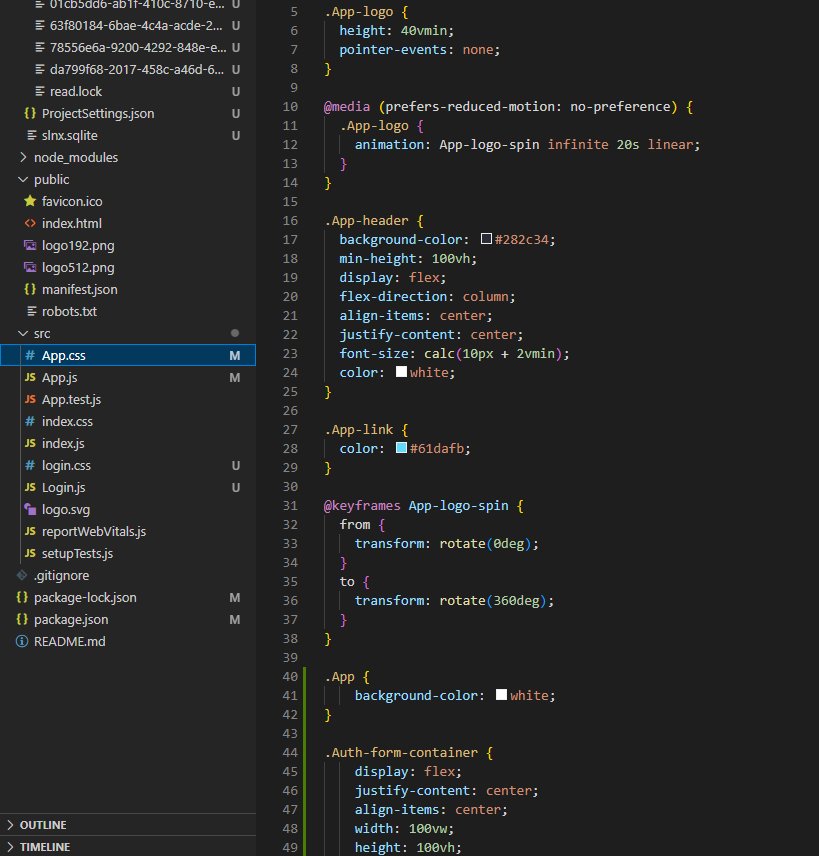 01cb5dd6-ab1f-410c-8710-e... U
63f80184-6bae-4c4a-acde-2... U
78556e6a-9200-4292-848e-e... U
da799f68-2017-458c-a46d-6... U
read.lock U
{} ProjectSettings.json U
slnx.sqlite U
node_modules
public
favicon.ico
<> index.html
logo192.png
logo512.png
{} manifest.json
robots.txt
src
# App.css M
JS App.js M
JS App.test.js
# index.css
JS index.js
# login.css U
JS Login.js U
logo.svg
JS reportWebVitals.js
JS setupTests.js
.gitignore
{} package-lock.json M
{} package.json M
README.md
OUTLINE
TIMELINE
5 .App-logo {
6 height: 40vmin;
7 pointer-events: none;
8 }
9
10 @media (prefers-reduced-motion: no-preference) {
11 .App-logo {
12 animation: App-logo-spin infinite 20s linear;
13 }
14 }
15
16 .App-header {
17 background-color: #282c34;
18 min-height: 100vh;
19 display: flex;
20 flex-direction: column;
21 align-items: center;
22 justify-content: center;
23 font-size: calc(10px + 2vmin);
24 color: white;
25 }
26
27 .App-link {
28 color: #61dafb;
29 }
30
31 @keyframes App-logo-spin {
32 from {
33 transform: rotate(0deg);
34 }
35 to {
36 transform: rotate(360deg);
37 }
38 }
39
40 .App {
41 background-color: white;
42 }
43
44 .Auth-form-container {
45 display: flex;
46 justify-content: center;
47 align-items: center;
48 width: 100vw;
49 height: 100vh;